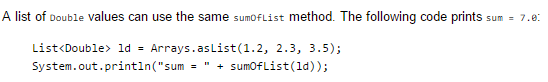 A list of Double values can use the same sumOfList method. The following code prints sum = 7.0
List<Double> ld = Arrays.asList(1.2, 2.3, 3.5);
System.out.println("sum = " + sumOfList(ld));